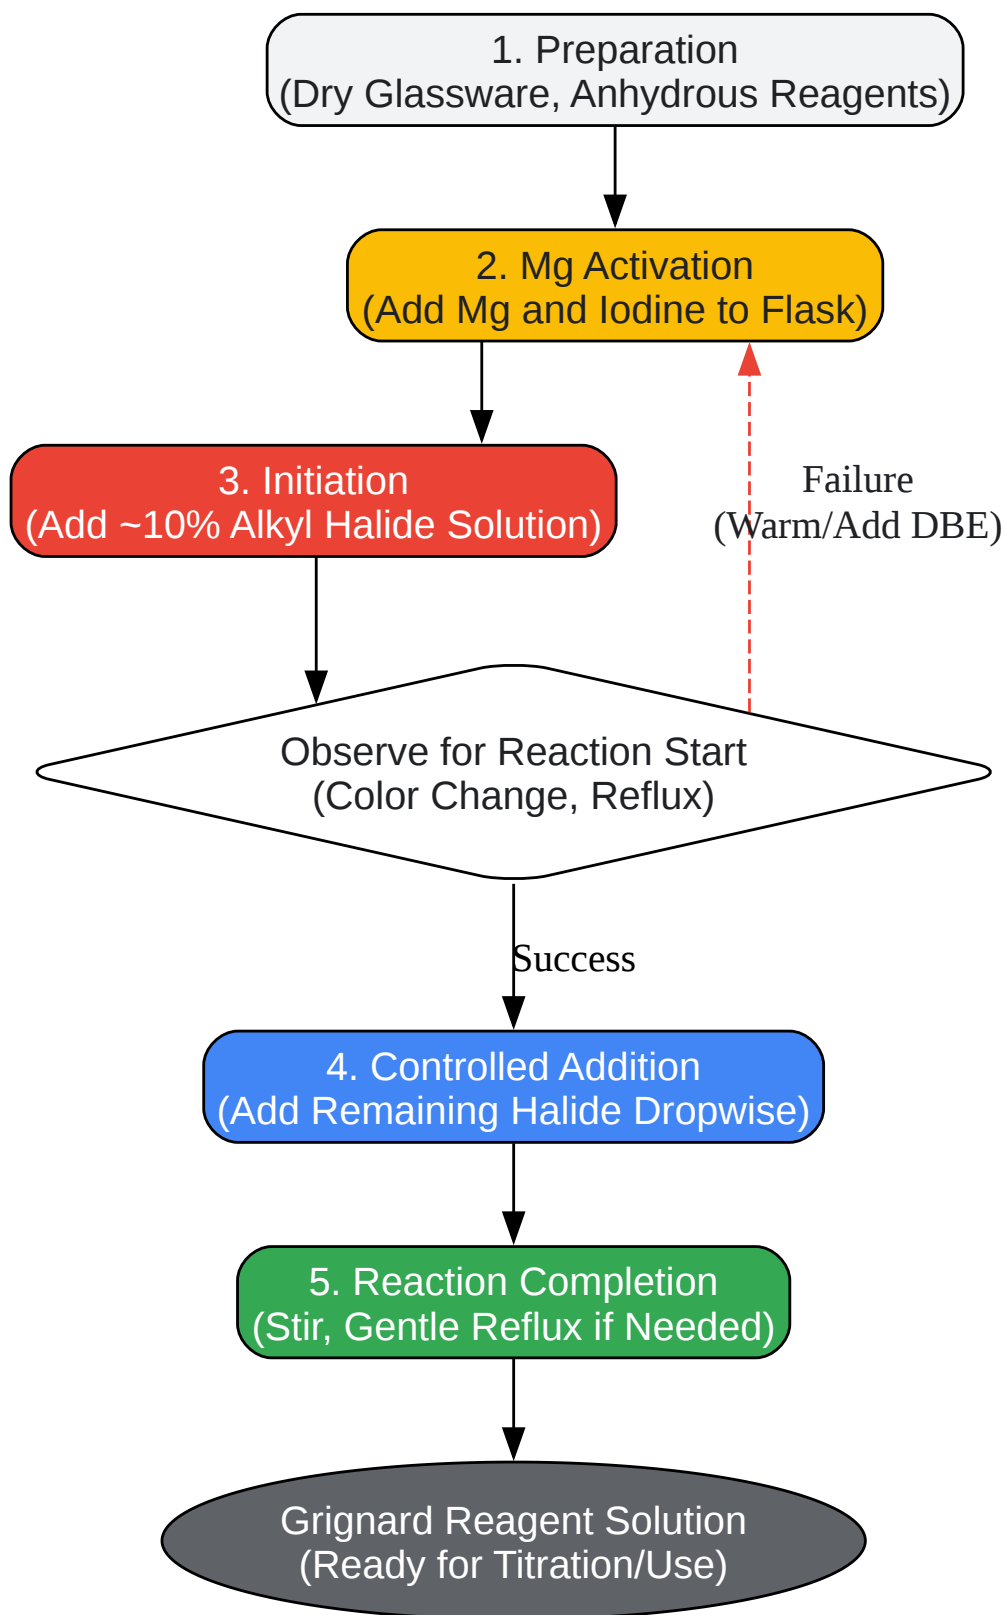 1. Preparation
(Dry Glassware, Anhydrous Reagents)
2. Mg Activation
(Add Mg and Iodine to Flask)
3. Initiation
(Add ~10% Alkyl Halide Solution)
Failure
(Warm/Add DBE)
Observe for Reaction Start
(Color Change, Reflux)
Success
4. Controlled Addition
(Add Remaining Halide Dropwise)
5. Reaction Completion
(Stir, Gentle Reflux if Needed)
Grignard Reagent Solution
(Ready for Titration/Use)